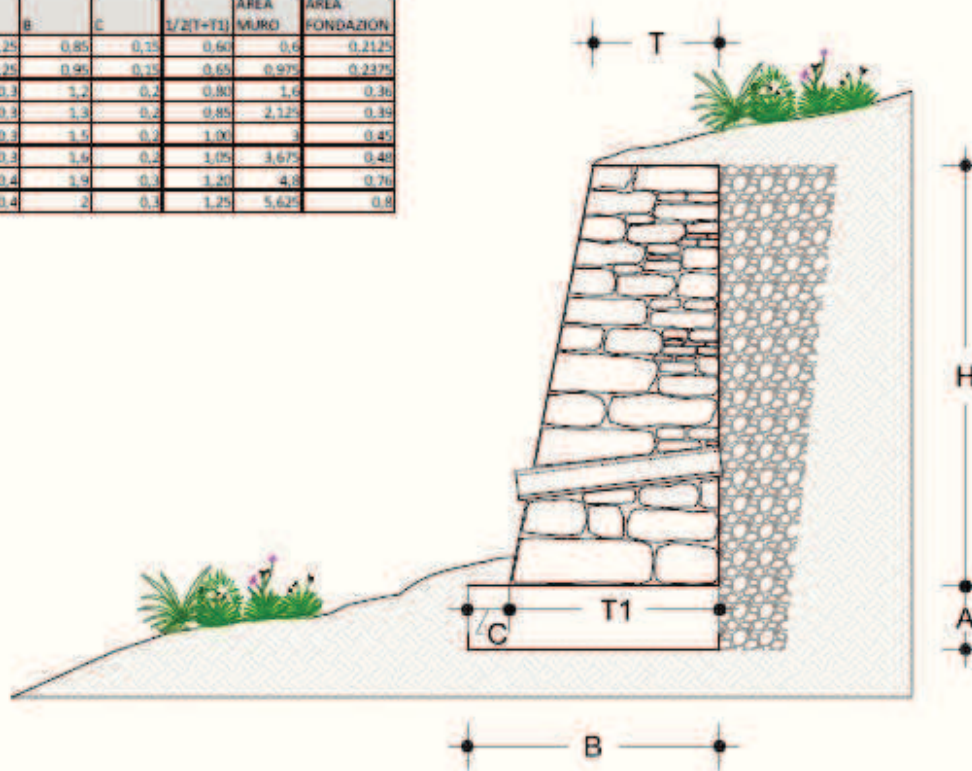 AREA AREA
B C 1/2(T+T1) MURO FONDAZION
,25 0,85 0,15 0,60 0,6 0,2125
,25 0,95 0,15 0,65 0,975 0,2375
0,3 1,2 0,2 0,80 1,6 0,36
0,3 1,3 0,2 0,85 2,125 0,39
0,3 1,5 0,2 1,00 3 0,45
0,3 1,6 0,2 1,05 3,675 0,48
0,4 1,9 0,3 1,20 4,8 0,76
0,4 2 0,3 1,25 5,625 0,8
T
H
A
C T1
B